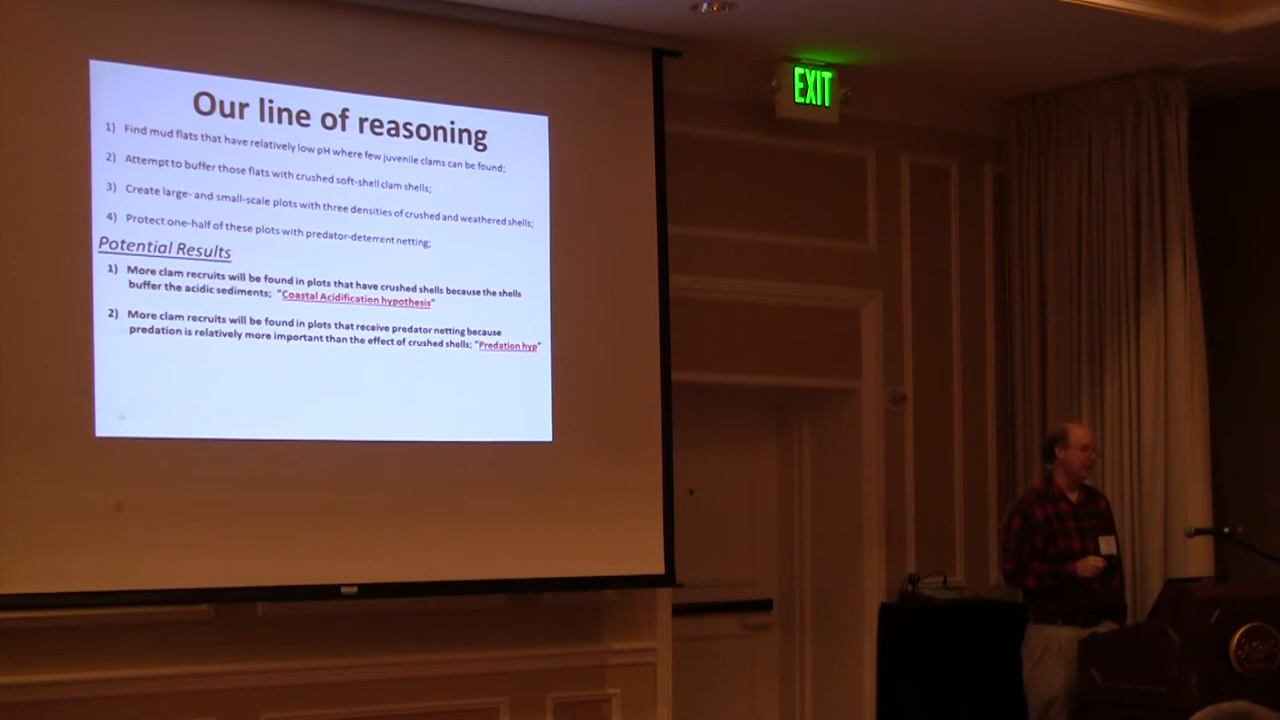 Our line of reasoning
1) Find mud flats that have relatively low pH where few juvenile clams can be found;
2) Attempt to buffer those flats with crushed soft-shell clam shells;
3) Create large- and small-scale plots with three densities of crushed and weathered shells;
4) Protect one-half of these plots with predator-deterrent netting;
Potential Results
1) More clam recruits will be found in plots that have crushed shells because the shells
buffer the acidic sediments; "Coastal Acidification hypothesis"
2) More clam recruits will be found in plots that receive predator netting because
predation is relatively more important than the effect of crushed shells; "Predation hyp"
EXIT